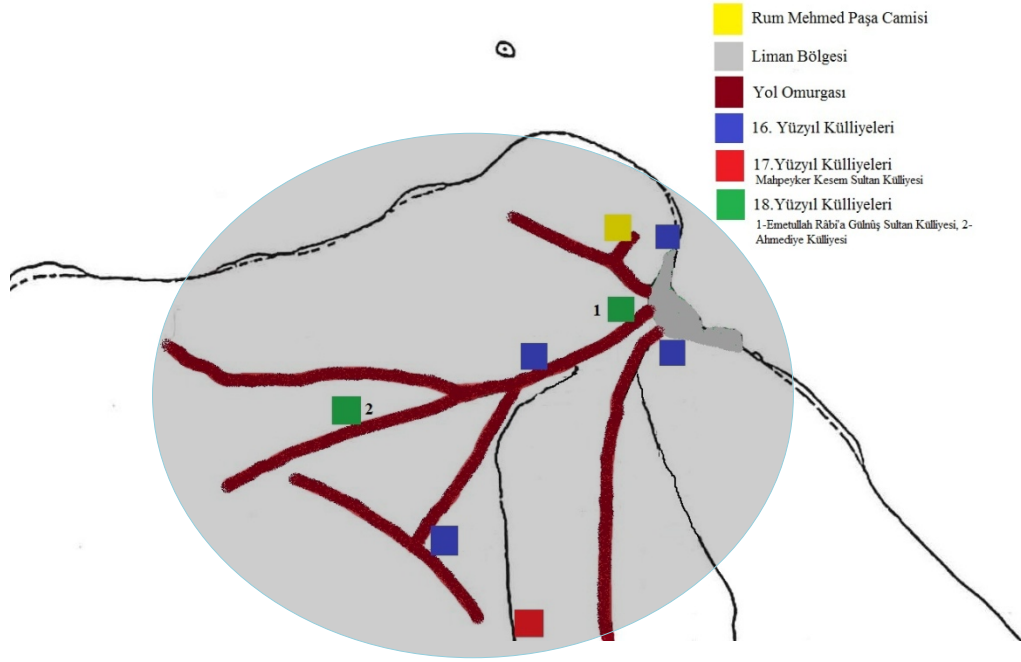 Rum Mehmed Paşa Camisi
Liman Bölgesi
Yol Omurgası
16. Yüzyıl Külliyeleri
17.Yüzyıl Külliyeleri
Mahpeyker Kesem Sultan Külliyesi
18.Yüzyıl Külliyeleri
1-Emetullah Râbi'a Gülnûş Sultan Külliyesi, 2-
Ahmediye Külliyesi
1
2